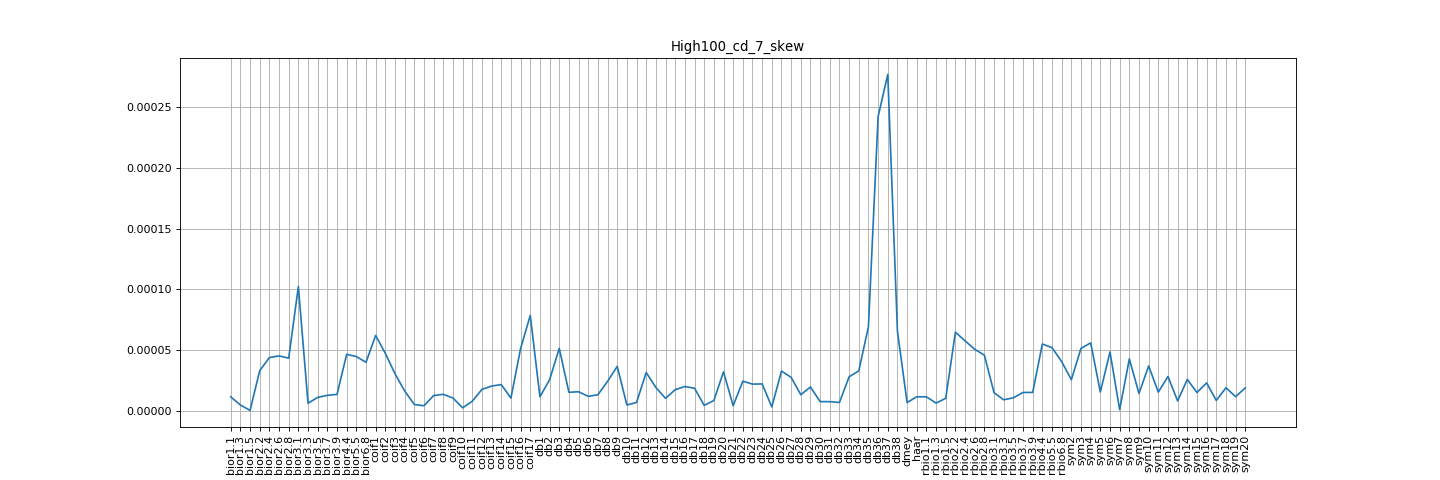 High100_cd_7_skew
0.00025
0.00020
0.00015
0.00010
0.00005
0.00000
bior1.1
bior1.3
bior1.5
bior2.2
bior2.4
bior2.6
bior2.8
bior3.1
bior3.3
bior3.5
bior3.7
bior3.9
bior4.4
bior5.5
bior6.8
coif1
coif2
coif3
coif4
coif5
coif6
coif7
coif8
coif9
coif10
coif11
coif12
coif13
coif14
coif15
coif16
coif17
db1
db2
db3
db4
db5
db6
db7
db8
db9
db10
db11
db12
db13
db14
db15
db16
db17
db18
db19
db20
db21
db22
db23
db24
db25
db26
db27
db28
db29
db30
db31
db32
db33
db34
db35
db36
db37
db38
dmey
haar
rbio1.1
rbio1.3
rbio1.5
rbio2.2
rbio2.4
rbio2.6
rbio2.8
rbio3.1
rbio3.3
rbio3.5
rbio3.7
rbio3.9
rbio4.4
rbio5.5
rbio6.8
sym2
sym3
sym4
sym5
sym6
sym7
sym8
sym9
sym10
sym11
sym12
sym13
sym14
sym15
sym16
sym17
sym18
sym19
sym20